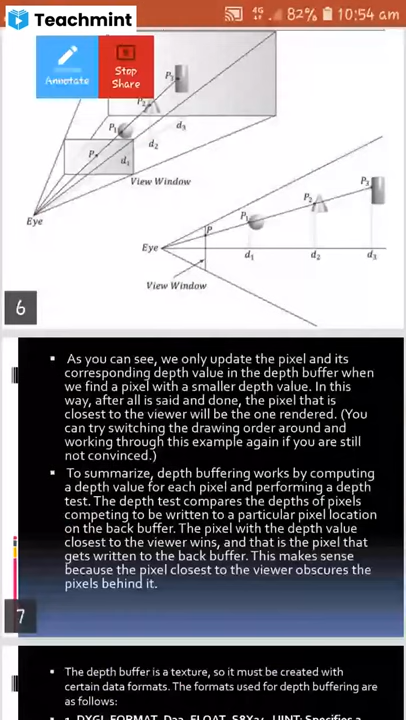 Teachmint
4G
82%
10:54 am
Annotate
Stop
Share
P3
P2
P1
P
d3
d2
d1
View Window
Eye
P3
P2
P1
P
Eye
d1
d2
d3
View Window
6
▪ As you can see, we only update the pixel and its
corresponding depth value in the depth buffer when
we find a pixel with a smaller depth value. In this
way, after all is said and done, the pixel that is
closest to the viewer will be the one rendered. (You
can try switching the drawing order around and
working through this example again if you are still
not convinced.)
▪ To summarize, depth buffering works by computing
a depth value for each pixel and performing a depth
test. The depth test compares the depths of pixels
competing to be written to a particular pixel location
on the back buffer. The pixel with the depth value
closest to the viewer wins, and that is the pixel that
gets written to the back buffer. This makes sense
because the pixel closest to the viewer obscures the
pixels behind it.
7
▪ The depth buffer is a texture, so it must be created with
certain data formats. The formats used for depth buffering are
as follows:
▪ 1. DXGI_FORMAT_D32_FLOAT_S8X24_UINT: Specifies a